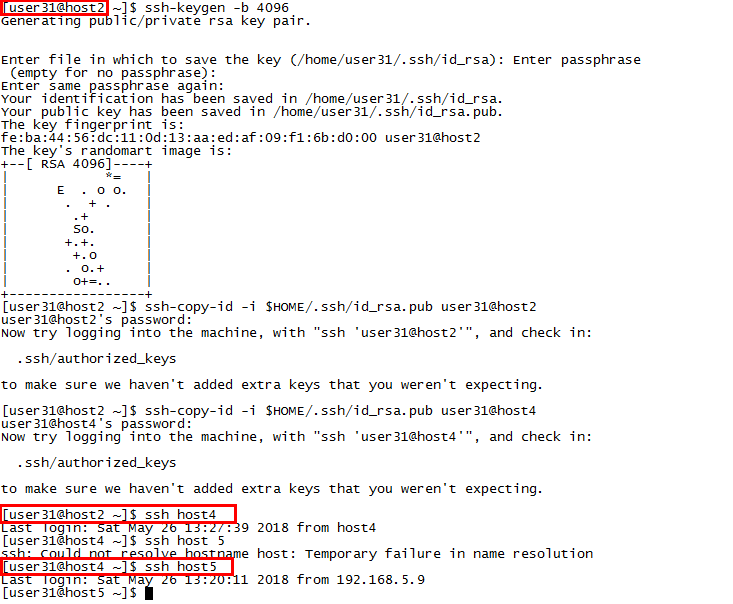 [user31@host2 ~]$ ssh-keygen -b 4096
Generating public/private rsa key pair.
Enter file in which to save the key (/home/user31/.ssh/id_rsa): Enter passphrase
 (empty for no passphrase):
Enter same passphrase again:
Your identification has been saved in /home/user31/.ssh/id_rsa.
Your public key has been saved in /home/user31/.ssh/id_rsa.pub.
The key fingerprint is:
fe:ba:44:56:dc:11:0d:13:aa:ed:af:09:f1:6b:d0:00 user31@host2
The key's randomart image is:
+--[ RSA 4096]----+
|            *=   |
|      E  . o o.  |
|       .  + .    |
|        .+       |
|        So.      |
|       +.+.      |
|        +.o      |
|       . o.+     |
|        o+=..    |
+-----------------+
[user31@host2 ~]$ ssh-copy-id -i $HOME/.ssh/id_rsa.pub user31@host2
user31@host2's password:
Now try logging into the machine, with "ssh 'user31@host2'", and check in:
  .ssh/authorized_keys
to make sure we haven't added extra keys that you weren't expecting.
[user31@host2 ~]$ ssh-copy-id -i $HOME/.ssh/id_rsa.pub user31@host4
user31@host4's password:
Now try logging into the machine, with "ssh 'user31@host4'", and check in:
  .ssh/authorized_keys
to make sure we haven't added extra keys that you weren't expecting.
[user31@host2 ~]$ ssh host4
Last login: Sat May 26 13:27:39 2018 from host4
[user31@host4 ~]$ ssh host 5
ssh: Could not resolve hostname host: Temporary failure in name resolution
[user31@host4 ~]$ ssh host5
Last login: Sat May 26 13:20:11 2018 from 192.168.5.9
[user31@host5 ~]$